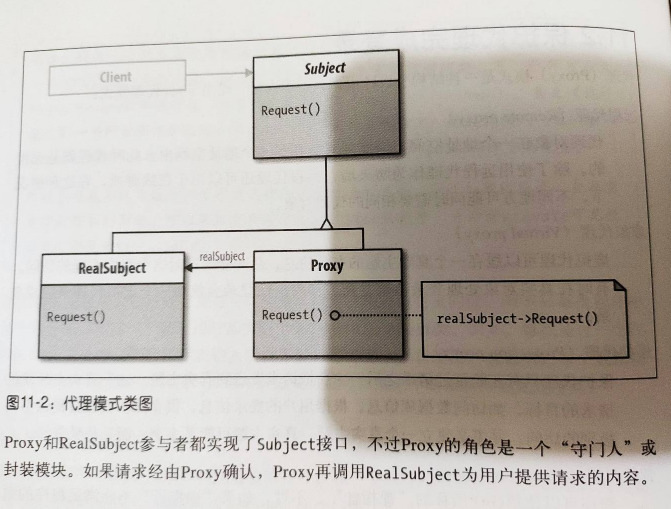 Client
Subject
Request()
realSubject
RealSubject
Proxy
Request()
Request()
realSubject->Request()
图11-2：代理模式类图
Proxy和RealSubject参与者都实现了Subject接口，不过Proxy的角色是一个“守门人”或
封装模块。如果请求经由Proxy确认，Proxy再调用RealSubject为用户提供请求的内容。